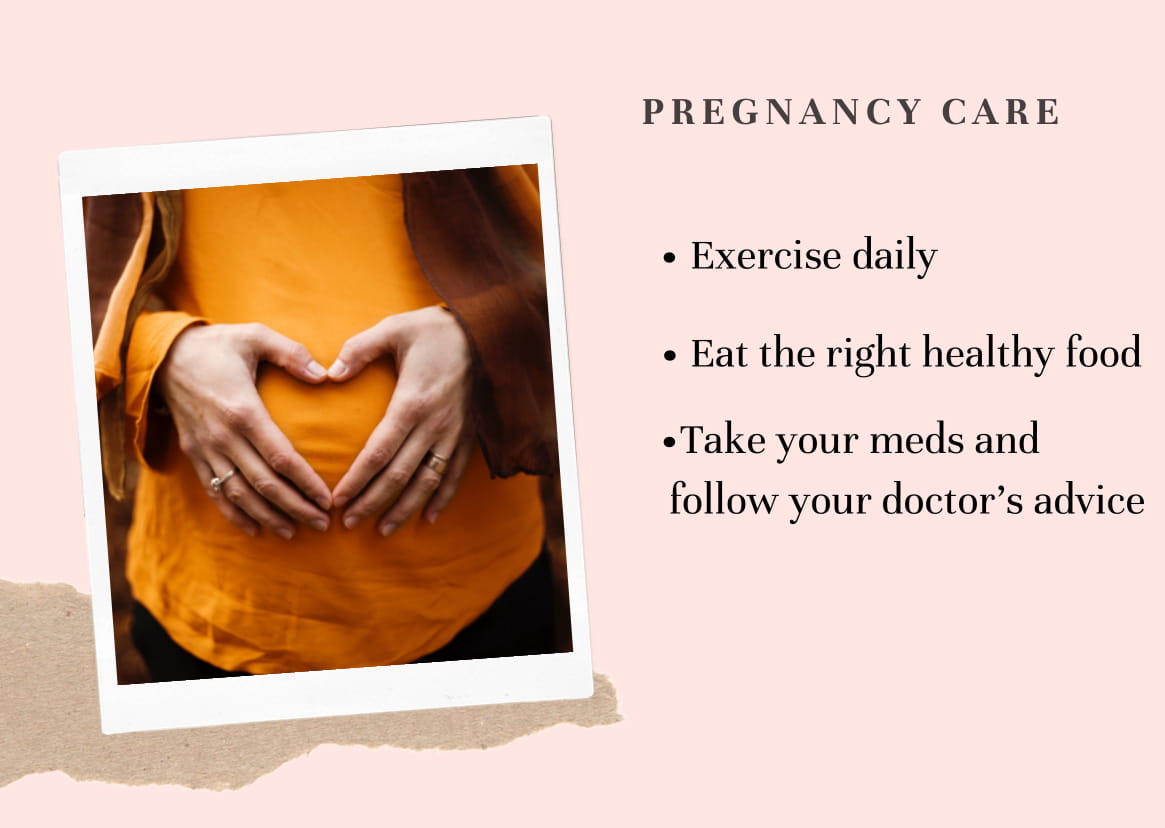 PREGNANCY CARE
• Exercise daily
• Eat the right healthy food
•Take your meds and
follow your doctor’s advice